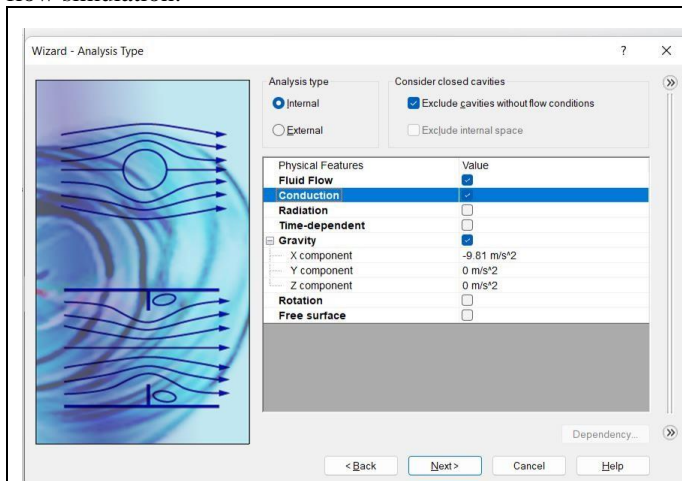 Wizard - Analysis Type ?
Analysis type Consider closed cavities
Internal Exclude cavities without flow conditions
External Exclude internal space
Physical Features Value
Fluid Flow
Conduction
Radiation
Time-dependent
Gravity
X component -9.81 m/s^2
Y component 0 m/s^2
Z component 0 m/s^2
Rotation
Free surface
Dependency...
< Back Next > Cancel Help